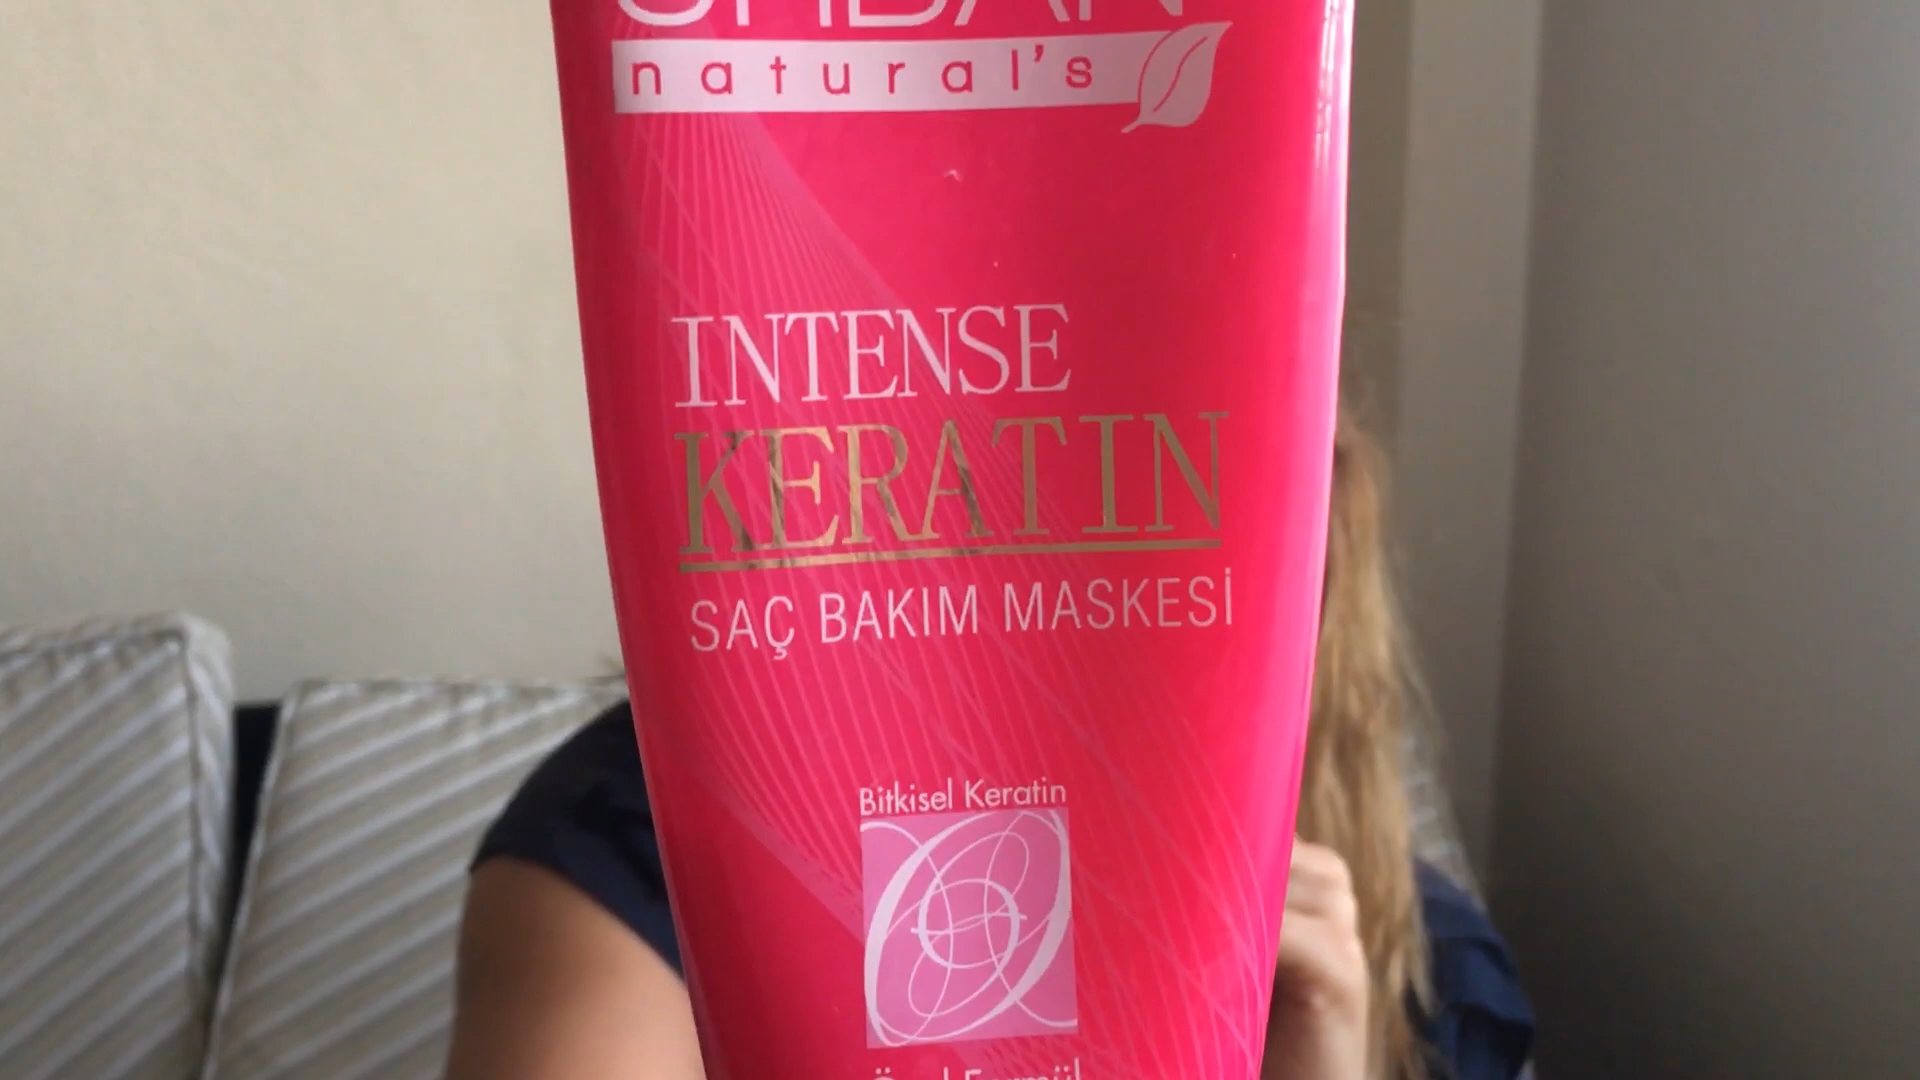 natural's
INTENSE
KERATIN
SAÇ BAKIM MASKESİ
Bitkisel Keratin